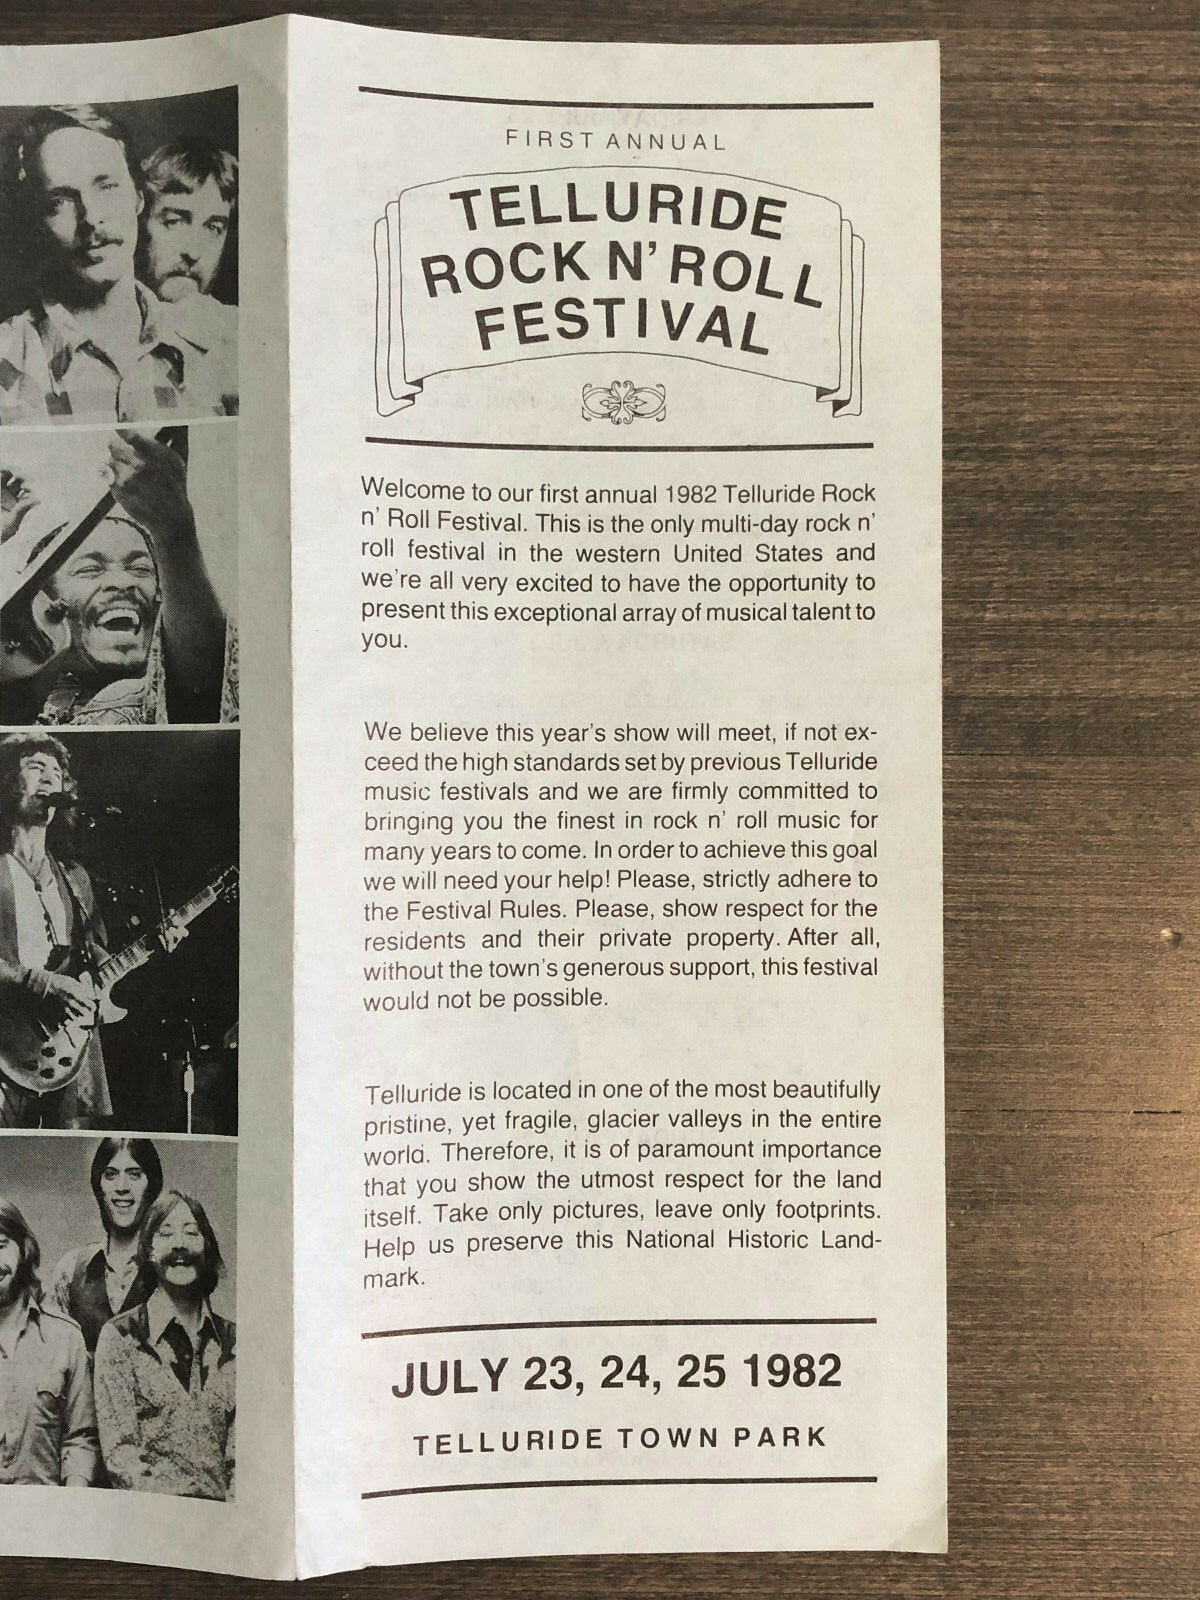 FIRST ANNUAL
TELLURIDE
ROCK N' ROLL
FESTIVAL
Welcome to our first annual 1982 Telluride Rock
n' Roll Festival. This is the only multi-day rock n'
roll festival in the western United States and
we're all very excited to have the opportunity to
present this exceptional array of musical talent to
you.
We believe this year's show will meet, if not ex-
ceed the high standards set by previous Telluride
music festivals and we are firmly committed to
bringing you the finest in rock n' roll music for
many years to come. In order to achieve this goal
we will need your help! Please, strictly adhere to
the Festival Rules. Please, show respect for the
residents and their private property. After all,
without the town's generous support, this festival
would not be possible.
Telluride is located in one of the most beautifully
pristine, yet fragile, glacier valleys in the entire
world. Therefore, it is of paramount importance
that you show the utmost respect for the land
itself. Take only pictures, leave only footprints.
Help us preserve this National Historic Land-
mark.
JULY 23, 24, 25 1982
TELLURIDE TOWN PARK